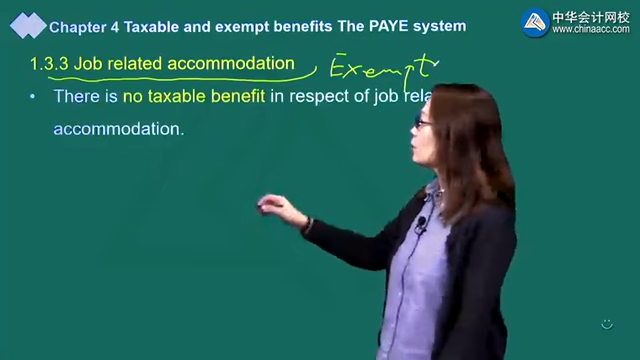 Chapter 4 Taxable and exempt benefits The PAYE system
中华会计网校
www.chinaacc.com
1.3.3 Job related accommodation Exempt
• There is no taxable benefit in respect of job rela
accommodation.